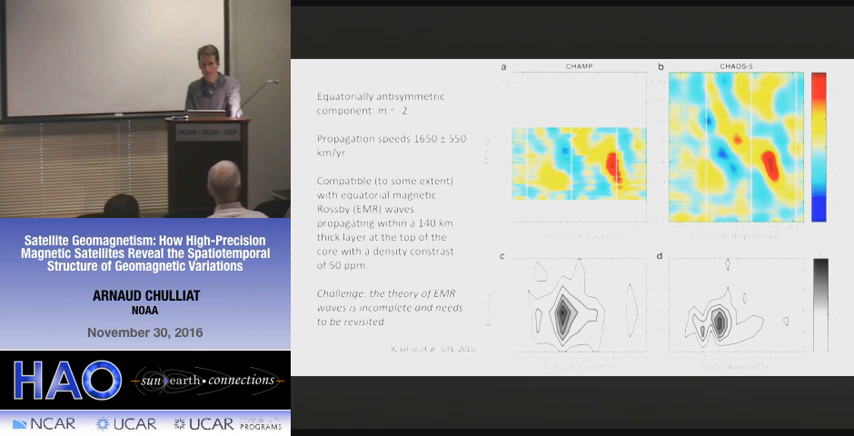 NCAR • UCAR • UCP
Satellite Geomagnetism: How High-Precision
Magnetic Satellites Reveal the Spatiotemporal
Structure of Geomagnetic Variations
ARNAUD CHULLIAT
NOAA
November 30, 2016
HAO
sun earth • connections
NCAR
UCAR
UCAR
PROGRAMS
Equatorially antisymmetric
component: m = 2
Propagation speeds 1650 ± 550
km/yr
Compatible (to some extent)
with equatorial magnetic
Rossby (EMR) waves
propagating within a 140 km
thick layer at the top of the
core with a density constrast
of 50 ppm
Challenge: the theory of EMR
waves is incomplete and needs
to be revisited
a
CHAMP
b
CHAOS-5
c
d